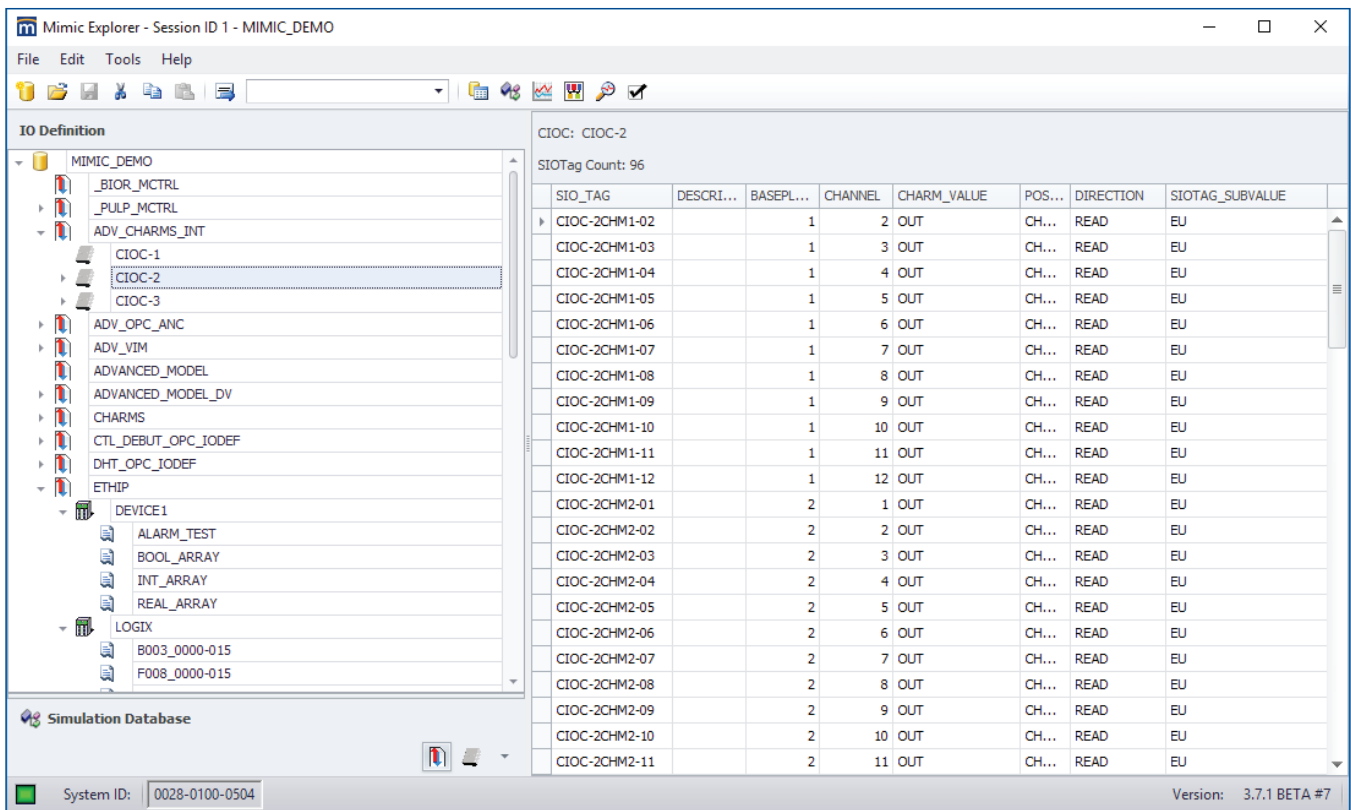 Mimic Explorer - Session ID 1 - MIMIC_DEMO
File Edit Tools Help
IO Definition
MIMIC_DEMO
_BIOR_MCTRL
_PULP_MCTRL
ADV_CHARMS_INT
CIOC-1
CIOC-2
CIOC-3
ADV_OPC_ANC
ADV_VIM
ADVANCED_MODEL
ADVANCED_MODEL_DV
CHARMS
CTL_DEBUT_OPC_IODEF
DHT_OPC_IODEF
ETHIP
DEVICE1
ALARM_TEST
BOOL_ARRAY
INT_ARRAY
REAL_ARRAY
LOGIX
B003_0000-015
F008_0000-015
Simulation Database
CIOC: CIOC-2
SIOTag Count: 96
SIO_TAG DESCRI... BASEPL... CHANNEL CHARM_VALUE POS... DIRECTION SIOTAG_SUBVALUE
CIOC-2CHM1-02 1 2 OUT CH... READ EU
CIOC-2CHM1-03 1 3 OUT CH... READ EU
CIOC-2CHM1-04 1 4 OUT CH... READ EU
CIOC-2CHM1-05 1 5 OUT CH... READ EU
CIOC-2CHM1-06 1 6 OUT CH... READ EU
CIOC-2CHM1-07 1 7 OUT CH... READ EU
CIOC-2CHM1-08 1 8 OUT CH... READ EU
CIOC-2CHM1-09 1 9 OUT CH... READ EU
CIOC-2CHM1-10 1 10 OUT CH... READ EU
CIOC-2CHM1-11 1 11 OUT CH... READ EU
CIOC-2CHM1-12 1 12 OUT CH... READ EU
CIOC-2CHM2-01 2 1 OUT CH... READ EU
CIOC-2CHM2-02 2 2 OUT CH... READ EU
CIOC-2CHM2-03 2 3 OUT CH... READ EU
CIOC-2CHM2-04 2 4 OUT CH... READ EU
CIOC-2CHM2-05 2 5 OUT CH... READ EU
CIOC-2CHM2-06 2 6 OUT CH... READ EU
CIOC-2CHM2-07 2 7 OUT CH... READ EU
CIOC-2CHM2-08 2 8 OUT CH... READ EU
CIOC-2CHM2-09 2 9 OUT CH... READ EU
CIOC-2CHM2-10 2 10 OUT CH... READ EU
CIOC-2CHM2-11 2 11 OUT CH... READ EU
System ID: 0028-0100-0504
Version: 3.7.1 BETA #7